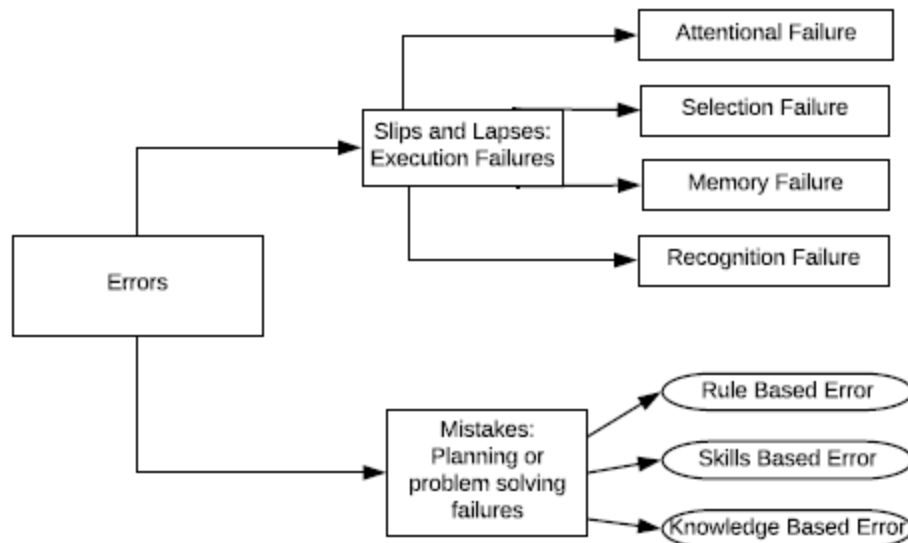 Attentional Failure
Slips and Lapses:
Execution Failures
Selection Failure
Memory Failure
Recognition Failure
Errors
Mistakes:
Planning or
problem solving
failures
Rule Based Error
Skills Based Error
Knowledge Based Error